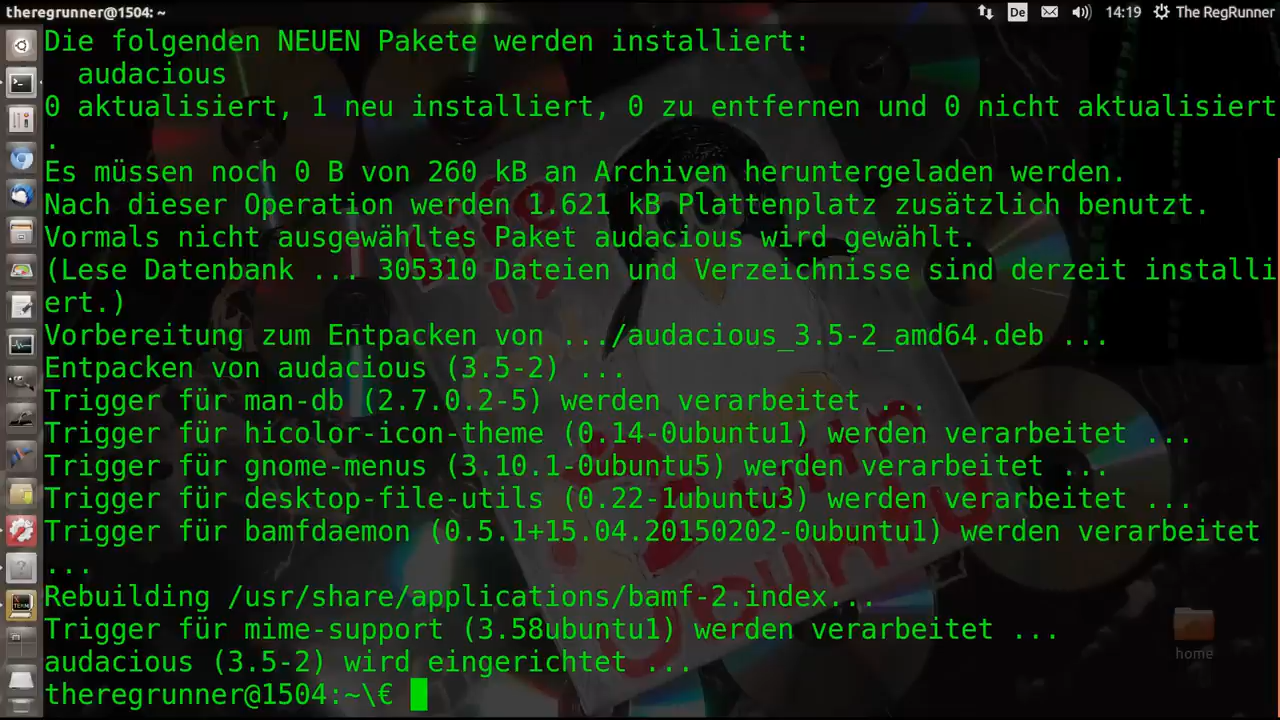 theregrunner@1504: ~
De
14:19
The RegRunner
Die folgenden NEUEN Pakete werden installiert:
audacious
0 aktualisiert, 1 neu installiert, 0 zu entfernen und 0 nicht aktualisiert
.
Es müssen noch 0 B von 260 kB an Archiven heruntergeladen werden.
Nach dieser Operation werden 1.621 kB Plattenplatz zusätzlich benutzt.
Vormals nicht ausgewähltes Paket audacious wird gewählt.
(Lese Datenbank ... 305310 Dateien und Verzeichnisse sind derzeit installi
ert.)
Vorbereitung zum Entpacken von .../audacious_3.5-2_amd64.deb ...
Entpacken von audacious (3.5-2) ...
Trigger für man-db (2.7.0.2-5) werden verarbeitet ...
Trigger für hicolor-icon-theme (0.14-0ubuntu1) werden verarbeitet ...
Trigger für gnome-menus (3.10.1-0ubuntu5) werden verarbeitet ...
Trigger für desktop-file-utils (0.22-1ubuntu3) werden verarbeitet ...
Trigger für bamfdaemon (0.5.1+15.04.20150202-0ubuntu1) werden verarbeitet
...
Rebuilding /usr/share/applications/bamf-2.index...
Trigger für mime-support (3.58ubuntu1) werden verarbeitet ...
audacious (3.5-2) wird eingerichtet ...
theregrunner@1504:~\€
home